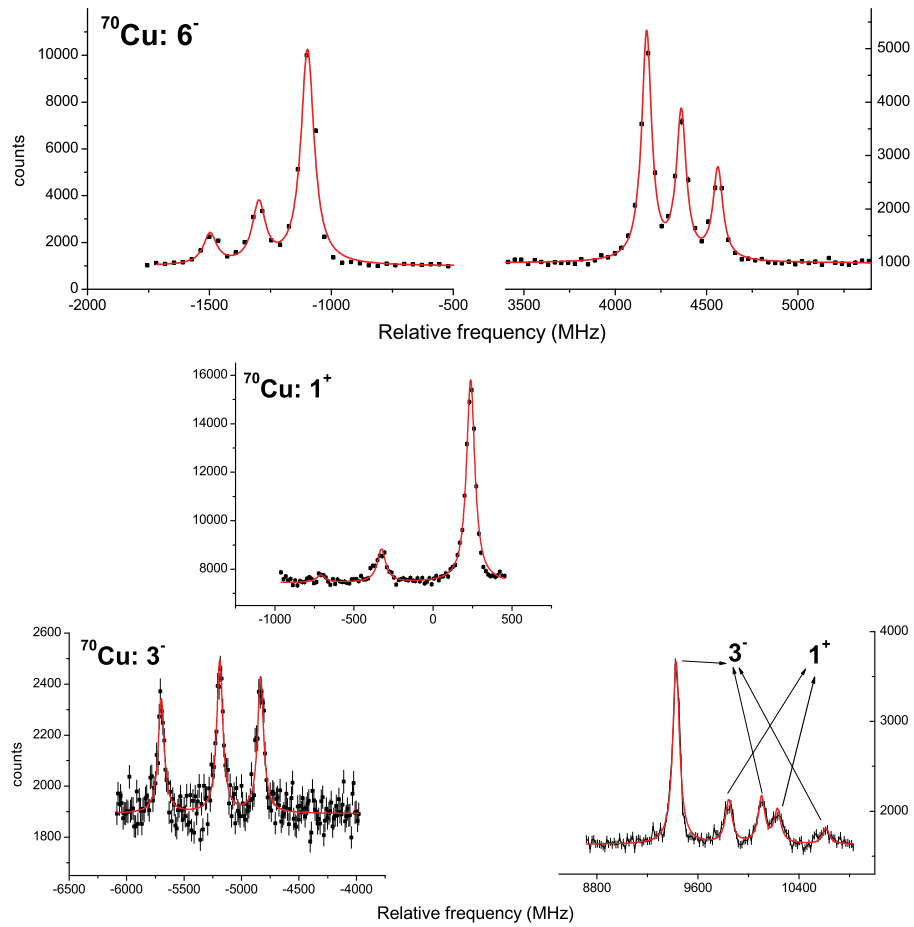 ⁷⁰Cu: 6⁻
counts
10000
8000
6000
4000
2000
0
-2000 -1500 -1000 -500
5000
4000
3000
2000
1000
3500 4000 4500 5000
Relative frequency (MHz)
⁷⁰Cu: 1⁺
16000
14000
12000
10000
8000
-1000 -500 0 500
⁷⁰Cu: 3⁻
counts
2600
2400
2200
2000
1800
-6500 -6000 -5500 -5000 -4500 -4000
3⁻ 1⁺
4000
3000
2000
8800 9600 10400
Relative frequency (MHz)